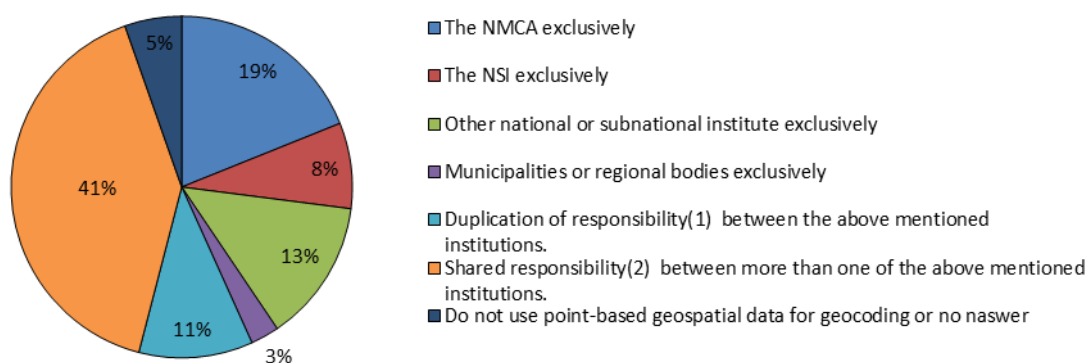 5%
19%
8%
41%
13%
11%
3%
The NMCA exclusively
The NSI exclusively
Other national or subnational institute exclusively
Municipalities or regional bodies exclusively
Duplication of responsibility(1) between the above mentioned
institutions.
Shared responsibility(2) between more than one of the above mentioned
institutions.
Do not use point-based geospatial data for geocoding or no naswer